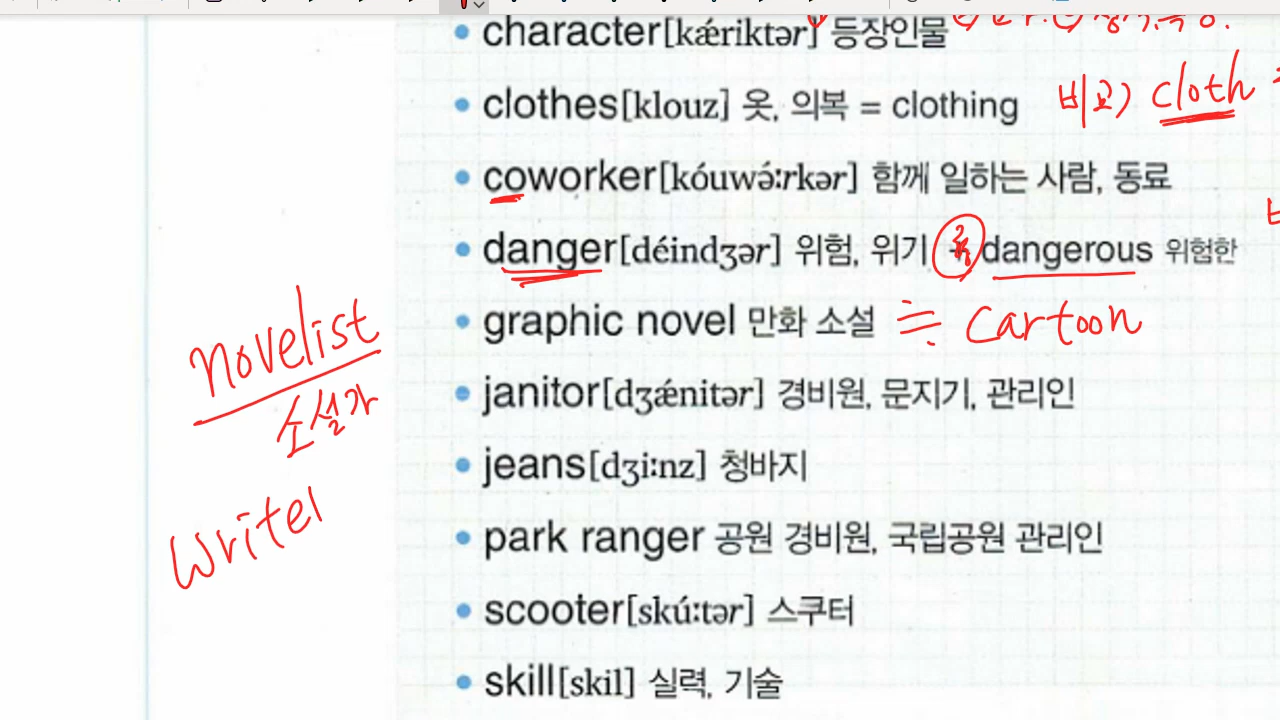 character[kǽriktər] 등장인물
clothes[klouz] 옷, 의복 = clothing 비교) cloth
coworker[kóuwə́ːrkər] 함께 일하는 사람, 동료
danger[déindʒər] 위험, 위기 dangerous 위험한
graphic novel 만화 소설 ≒ cartoon
novelist
소설가
janitor[dʒǽnitər] 경비원, 문지기, 관리인
jeans[dʒiːnz] 청바지
writer
park ranger 공원 경비원, 국립공원 관리인
scooter[skúːtər] 스쿠터
skill[skil] 실력, 기술